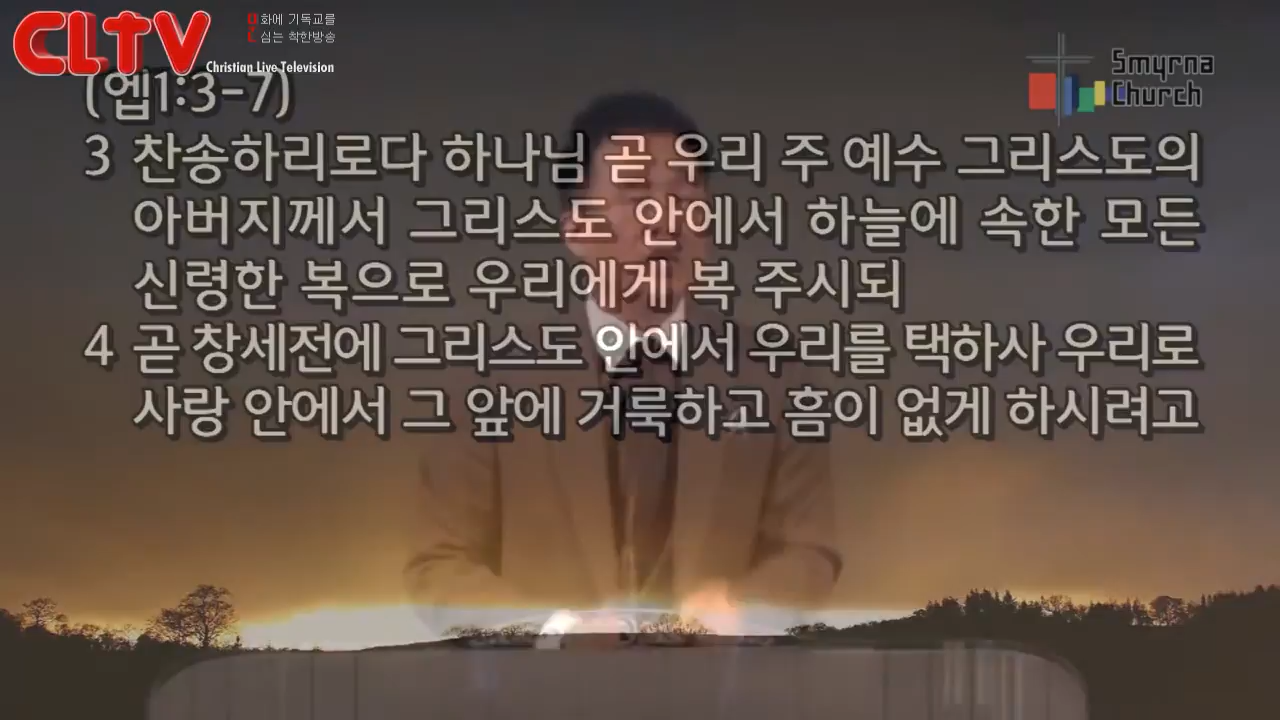 CLTV
문화에 기독교를
심는 착한방송
Christian Live Television
Smyrna
Church
(엡1:3-7)
3 찬송하리로다 하나님 곧 우리 주 예수 그리스도의
아버지께서 그리스도 안에서 하늘에 속한 모든
신령한 복으로 우리에게 복 주시되
4 곧 창세전에 그리스도 안에서 우리를 택하사 우리로
사랑 안에서 그 앞에 거룩하고 흠이 없게 하시려고